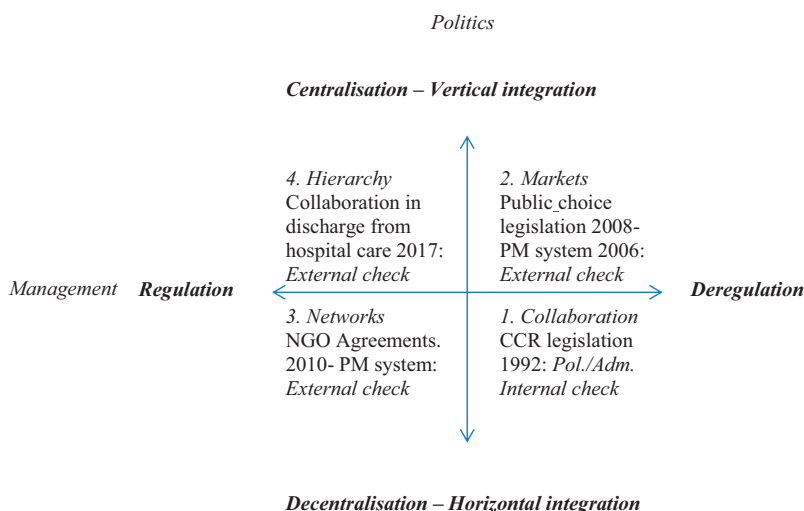 Politics
Centralisation – Vertical integration
4. Hierarchy
Collaboration in
discharge from
hospital care 2017:
External check
2. Markets
Public choice
legislation 2008-
PM system 2006:
External check
Management Regulation
Deregulation
3. Networks
NGO Agreements.
2010- PM system:
External check
1. Collaboration
CCR legislation
1992: Pol./Adm.
Internal check
Decentralisation – Horizontal integration